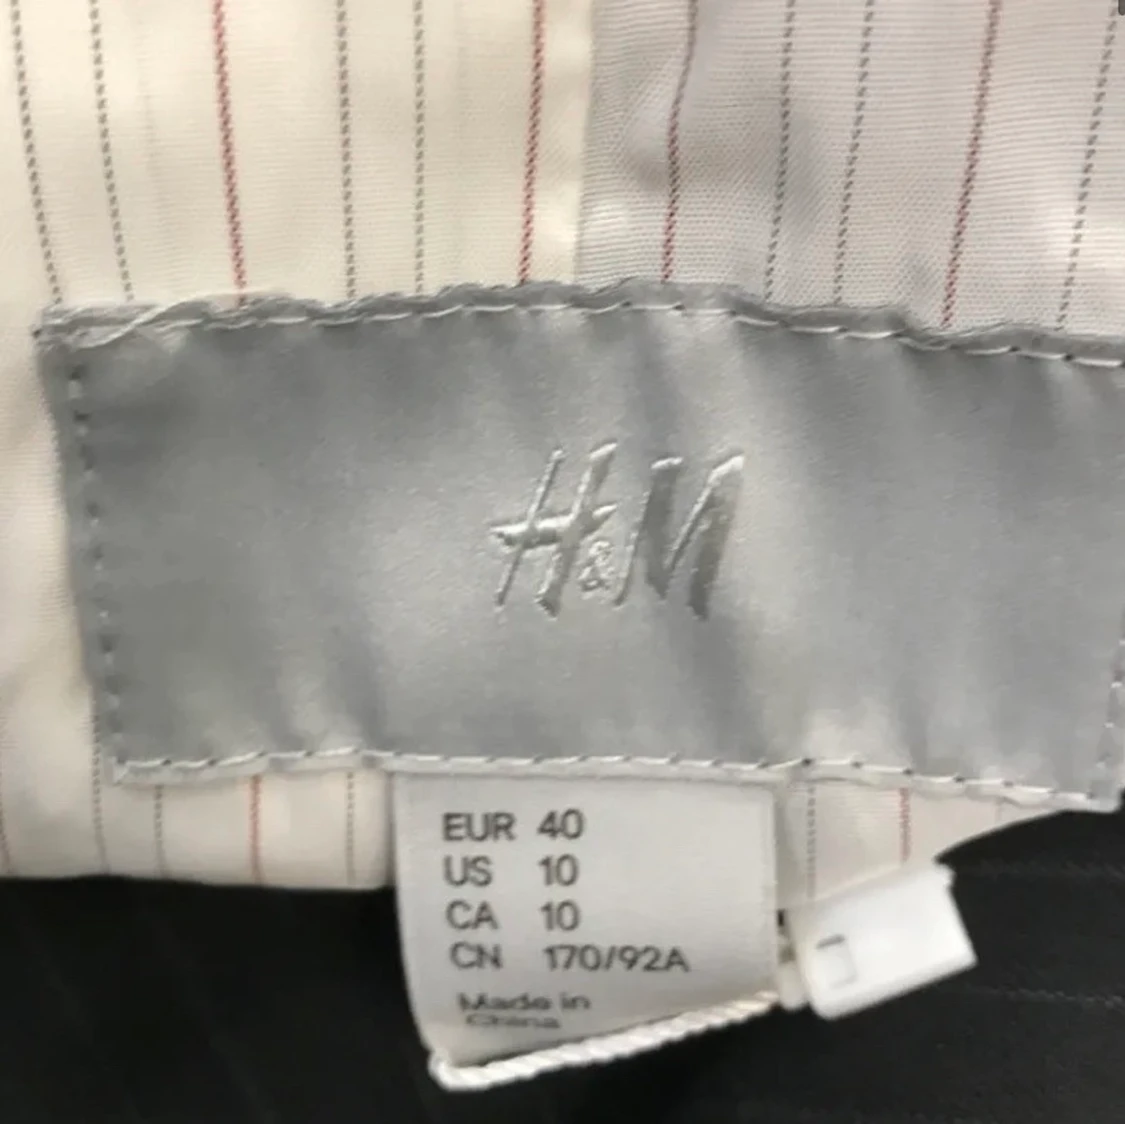 H&M
EUR 40
US 10
CA 10
CN 170/92A
Made in
China